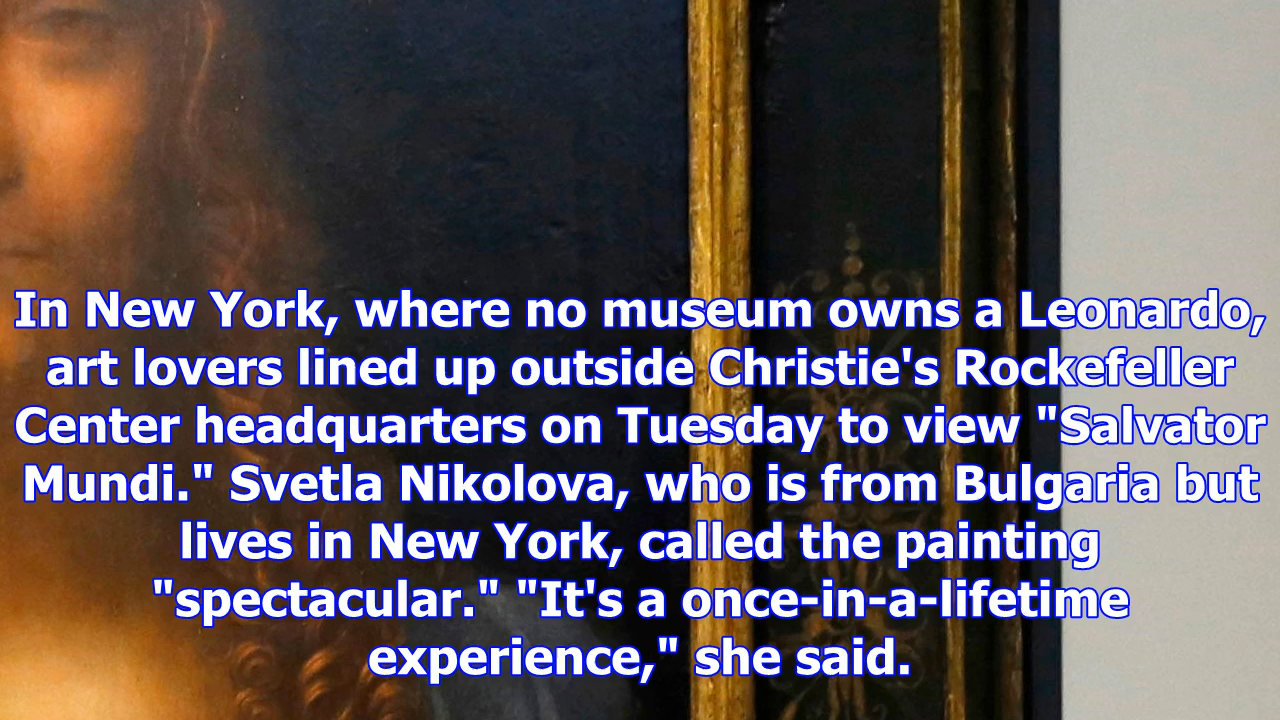 In New York, where no museum owns a Leonardo,
art lovers lined up outside Christie's Rockefeller
Center headquarters on Tuesday to view "Salvator
Mundi." Svetla Nikolova, who is from Bulgaria but
lives in New York, called the painting
"spectacular." "It's a once-in-a-lifetime
experience," she said.